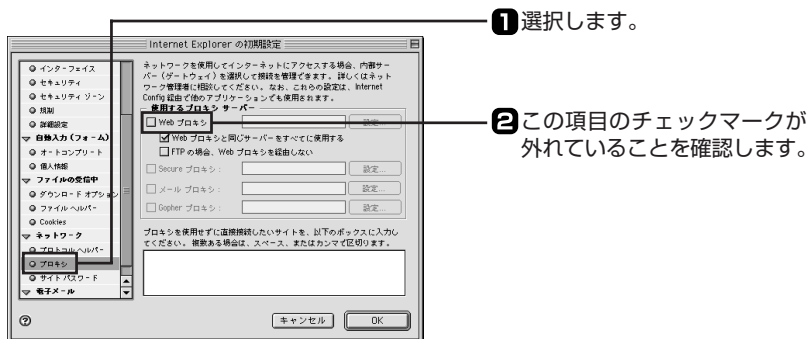 1 選択します。
Internet Explorer の初期設定
インターフェイス
セキュリティ
セキュリティ ゾーン
規制
詳細設定
自動入力(フォーム)
オートコンプリート
個人情報
ファイルの受信中
ダウンロード オプション
ファイル ヘルパー
Cookies
ネットワーク
プロトコル ヘルパー
プロキシ
サイト パスワード
電子メール
ネットワークを使用してインターネットにアクセスする場合、内部サー
バー(ゲートウェイ)を選択して接続を管理できます。 詳しくはネット
ワーク管理者に相談してください。なお、これらの設定は、Internet
Config 経由で他のアプリケーションでも使用されます。
使用するプロキシ サーバー
Web プロキシ
設定...
Web プロキシと同じサーバーをすべてに使用する
FTP の場合、Web プロキシを経由しない
Secure プロキシ:
設定...
メール プロキシ:
設定...
Gopher プロキシ:
設定...
プロキシを使用せずに直接接続したいサイトを、以下のボックスに入力し
てください。 複数ある場合は、スペース、またはカンマで区切ります。
キャンセル
OK
2 この項目のチェックマークが
外れていることを確認します。